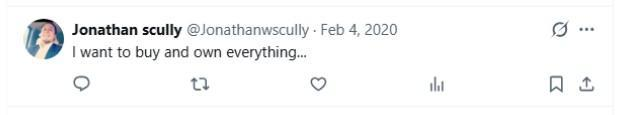 Jonathan scully @Jonathanwscully · Feb 4, 2020
I want to buy and own everything...